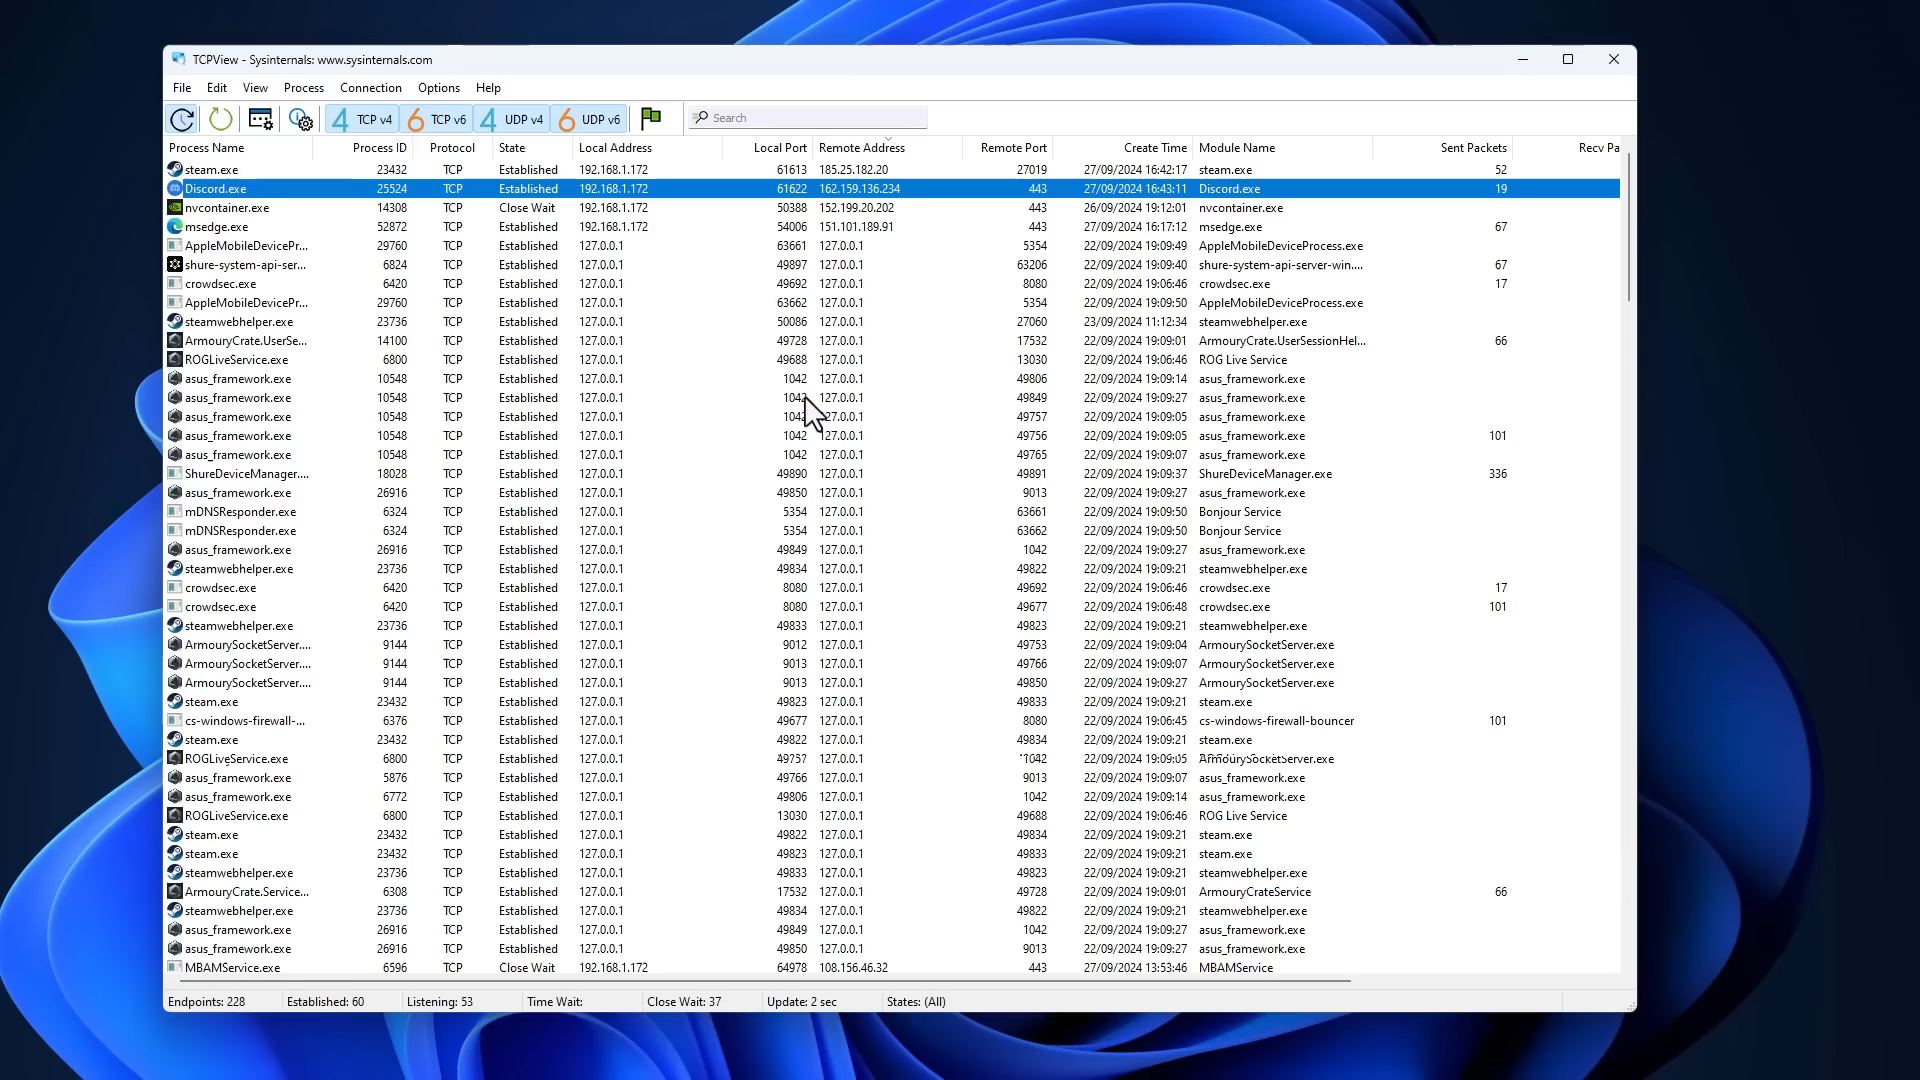 TCPView - Sysinternals: www.sysinternals.com
File Edit View Process Connection Options Help
4 TCP v4 6 TCP v6 4 UDP v4 6 UDP v6 Search
Process Name Process ID Protocol State Local Address Local Port Remote Address Remote Port Create Time Module Name Sent Packets Recv Pa
steam.exe 23432 TCP Established 192.168.1.172 61613 185.25.182.20 27019 27/09/2024 16:42:17 steam.exe 52
Discord.exe 25524 TCP Established 192.168.1.172 61622 162.159.136.234 443 27/09/2024 16:43:11 Discord.exe 19
nvcontainer.exe 14308 TCP Close Wait 192.168.1.172 50388 152.199.20.202 443 26/09/2024 19:12:01 nvcontainer.exe
msedge.exe 52872 TCP Established 192.168.1.172 54006 151.101.189.91 443 27/09/2024 16:17:12 msedge.exe 67
AppleMobileDevicePr... 29760 TCP Established 127.0.0.1 63661 127.0.0.1 5354 22/09/2024 19:09:49 AppleMobileDeviceProcess.exe
shure-system-api-ser... 6824 TCP Established 127.0.0.1 49897 127.0.0.1 63206 22/09/2024 19:09:40 shure-system-api-server-win.... 67
crowdsec.exe 6420 TCP Established 127.0.0.1 49692 127.0.0.1 8080 22/09/2024 19:06:46 crowdsec.exe 17
AppleMobileDevicePr... 29760 TCP Established 127.0.0.1 63662 127.0.0.1 5354 22/09/2024 19:09:50 AppleMobileDeviceProcess.exe
steamwebhelper.exe 23736 TCP Established 127.0.0.1 50086 127.0.0.1 27060 23/09/2024 11:12:34 steamwebhelper.exe
ArmouryCrate.UserSe... 14100 TCP Established 127.0.0.1 49728 127.0.0.1 17532 22/09/2024 19:09:01 ArmouryCrate.UserSessionHel... 66
ROGLiveService.exe 6800 TCP Established 127.0.0.1 49688 127.0.0.1 13030 22/09/2024 19:06:46 ROG Live Service
asus_framework.exe 10548 TCP Established 127.0.0.1 1042 127.0.0.1 49806 22/09/2024 19:09:14 asus_framework.exe
asus_framework.exe 10548 TCP Established 127.0.0.1 1042 127.0.0.1 49849 22/09/2024 19:09:27 asus_framework.exe
asus_framework.exe 10548 TCP Established 127.0.0.1 1042 127.0.0.1 49757 22/09/2024 19:09:05 asus_framework.exe
asus_framework.exe 10548 TCP Established 127.0.0.1 1042 127.0.0.1 49756 22/09/2024 19:09:05 asus_framework.exe 101
asus_framework.exe 10548 TCP Established 127.0.0.1 1042 127.0.0.1 49765 22/09/2024 19:09:07 asus_framework.exe
ShureDeviceManager.... 18028 TCP Established 127.0.0.1 49890 127.0.0.1 49891 22/09/2024 19:09:37 ShureDeviceManager.exe 336
asus_framework.exe 26916 TCP Established 127.0.0.1 49850 127.0.0.1 9013 22/09/2024 19:09:27 asus_framework.exe
mDNSResponder.exe 6324 TCP Established 127.0.0.1 5354 127.0.0.1 63661 22/09/2024 19:09:50 Bonjour Service
mDNSResponder.exe 6324 TCP Established 127.0.0.1 5354 127.0.0.1 63662 22/09/2024 19:09:50 Bonjour Service
asus_framework.exe 26916 TCP Established 127.0.0.1 49849 127.0.0.1 1042 22/09/2024 19:09:27 asus_framework.exe
steamwebhelper.exe 23736 TCP Established 127.0.0.1 49834 127.0.0.1 49822 22/09/2024 19:09:21 steamwebhelper.exe
crowdsec.exe 6420 TCP Established 127.0.0.1 8080 127.0.0.1 49692 22/09/2024 19:06:46 crowdsec.exe 17
crowdsec.exe 6420 TCP Established 127.0.0.1 8080 127.0.0.1 49677 22/09/2024 19:06:48 crowdsec.exe 101
steamwebhelper.exe 23736 TCP Established 127.0.0.1 49833 127.0.0.1 49823 22/09/2024 19:09:21 steamwebhelper.exe
ArmourySocketServer.... 9144 TCP Established 127.0.0.1 9012 127.0.0.1 49753 22/09/2024 19:09:04 ArmourySocketServer.exe
ArmourySocketServer.... 9144 TCP Established 127.0.0.1 9013 127.0.0.1 49766 22/09/2024 19:09:07 ArmourySocketServer.exe
ArmourySocketServer.... 9144 TCP Established 127.0.0.1 9013 127.0.0.1 49850 22/09/2024 19:09:27 ArmourySocketServer.exe
steam.exe 23432 TCP Established 127.0.0.1 49823 127.0.0.1 49833 22/09/2024 19:09:21 steam.exe
cs-windows-firewall-... 6376 TCP Established 127.0.0.1 49677 127.0.0.1 8080 22/09/2024 19:06:45 cs-windows-firewall-bouncer 101
steam.exe 23432 TCP Established 127.0.0.1 49822 127.0.0.1 49834 22/09/2024 19:09:21 steam.exe
ROGLiveService.exe 6800 TCP Established 127.0.0.1 49757 127.0.0.1 1042 22/09/2024 19:09:05 ArmourySocketServer.exe
asus_framework.exe 5876 TCP Established 127.0.0.1 49766 127.0.0.1 9013 22/09/2024 19:09:07 asus_framework.exe
asus_framework.exe 6772 TCP Established 127.0.0.1 49806 127.0.0.1 1042 22/09/2024 19:09:14 asus_framework.exe
ROGLiveService.exe 6800 TCP Established 127.0.0.1 13030 127.0.0.1 49688 22/09/2024 19:06:46 ROG Live Service
steam.exe 23432 TCP Established 127.0.0.1 49822 127.0.0.1 49834 22/09/2024 19:09:21 steam.exe
steam.exe 23432 TCP Established 127.0.0.1 49823 127.0.0.1 49833 22/09/2024 19:09:21 steam.exe
steamwebhelper.exe 23736 TCP Established 127.0.0.1 49833 127.0.0.1 49823 22/09/2024 19:09:21 steamwebhelper.exe
ArmouryCrate.Service... 6308 TCP Established 127.0.0.1 17532 127.0.0.1 49728 22/09/2024 19:09:01 ArmouryCrateService 66
steamwebhelper.exe 23736 TCP Established 127.0.0.1 49834 127.0.0.1 49822 22/09/2024 19:09:21 steamwebhelper.exe
asus_framework.exe 26916 TCP Established 127.0.0.1 49849 127.0.0.1 1042 22/09/2024 19:09:27 asus_framework.exe
asus_framework.exe 26916 TCP Established 127.0.0.1 49850 127.0.0.1 9013 22/09/2024 19:09:27 asus_framework.exe
MBAMService.exe 6596 TCP Close Wait 192.168.1.172 64978 108.156.46.32 443 27/09/2024 13:53:46 MBAMService
Endpoints: 228 Established: 60 Listening: 53 Time Wait: Close Wait: 37 Update: 2 sec States: (All)